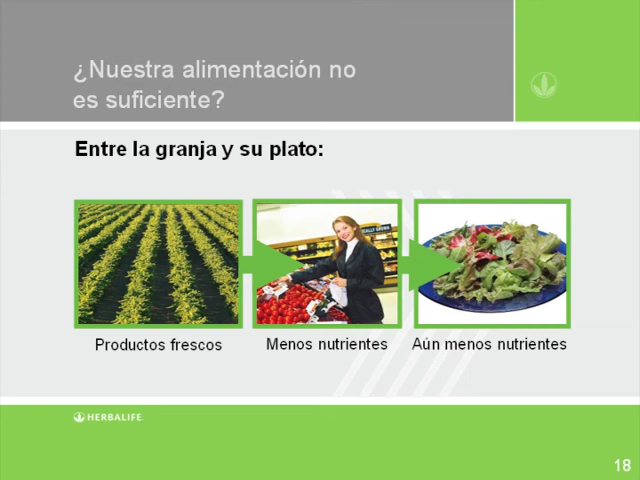 ¿Nuestra alimentación no
es suficiente?
Entre la granja y su plato:
Productos frescos
Menos nutrientes
Aún menos nutrientes
HERBALIFE
18